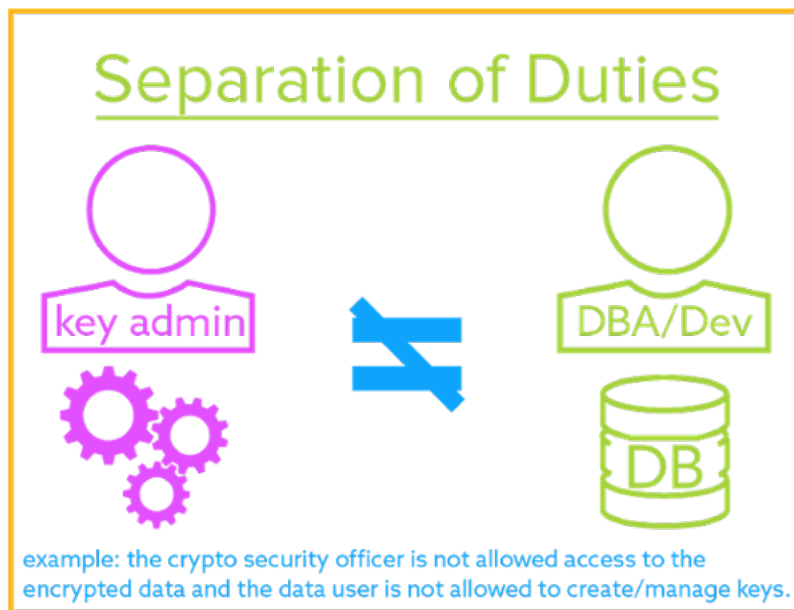 Separation of Duties
key admin
DBA/Dev
DB
example: the crypto security officer is not allowed access to the
encrypted data and the data user is not allowed to create/manage keys.